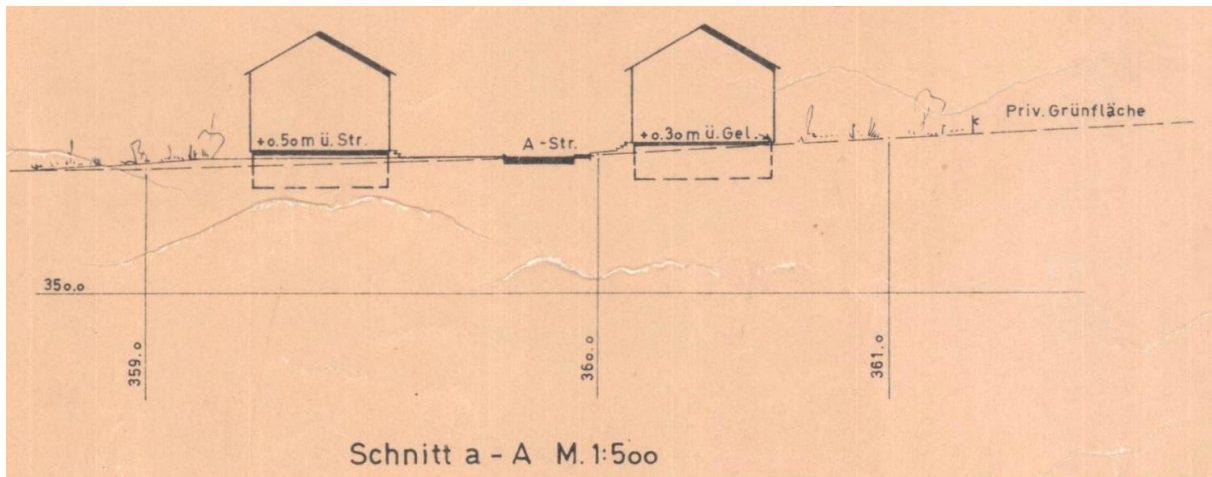 Priv. Grünfläche
+o.5om ü. Str.
A - Str.
+o.3om ü. Gel.
35o.o
359.o
36o.o
361.o
Schnitt a - A M. 1:5oo